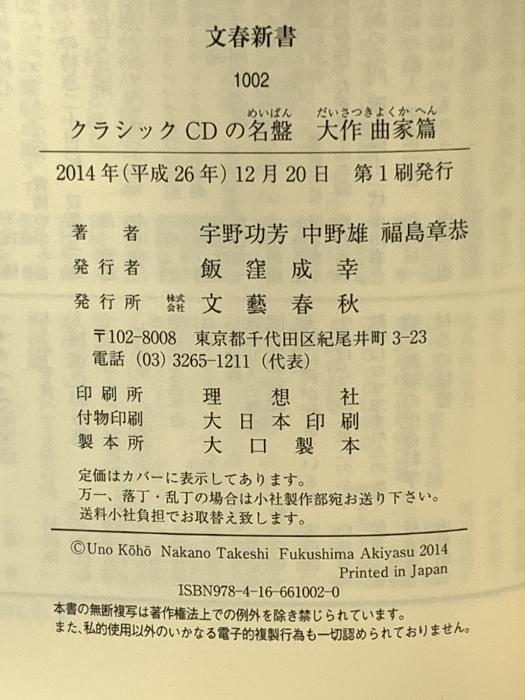 文春新書
1002
めいばん だいさつきよくか へん
クラシックCDの名盤 大作 曲家篇
2014年(平成26年)12月20日 第1刷発行
著者 宇野功芳 中野雄 福島章恭
発行者 飯窪成幸
発行所 株式会社 文藝春秋
〒102-8008 東京都千代田区紀尾井町3-23
電話 (03) 3265-1211 (代表)
印刷所 理想社
付物印刷 大日本印刷
製本所 大口製本
定価はカバーに表示してあります。
万一、落丁・乱丁の場合は小社製作部宛お送り下さい。
送料小社負担でお取替え致します。
©Uno Kōhō Nakano Takeshi Fukushima Akiyasu 2014
Printed in Japan
ISBN978-4-16-661002-0
本書の無断複写は著作権法上での例外を除き禁じられています。
また、私的使用以外のいかなる電子的複製行為も一切認められておりません。